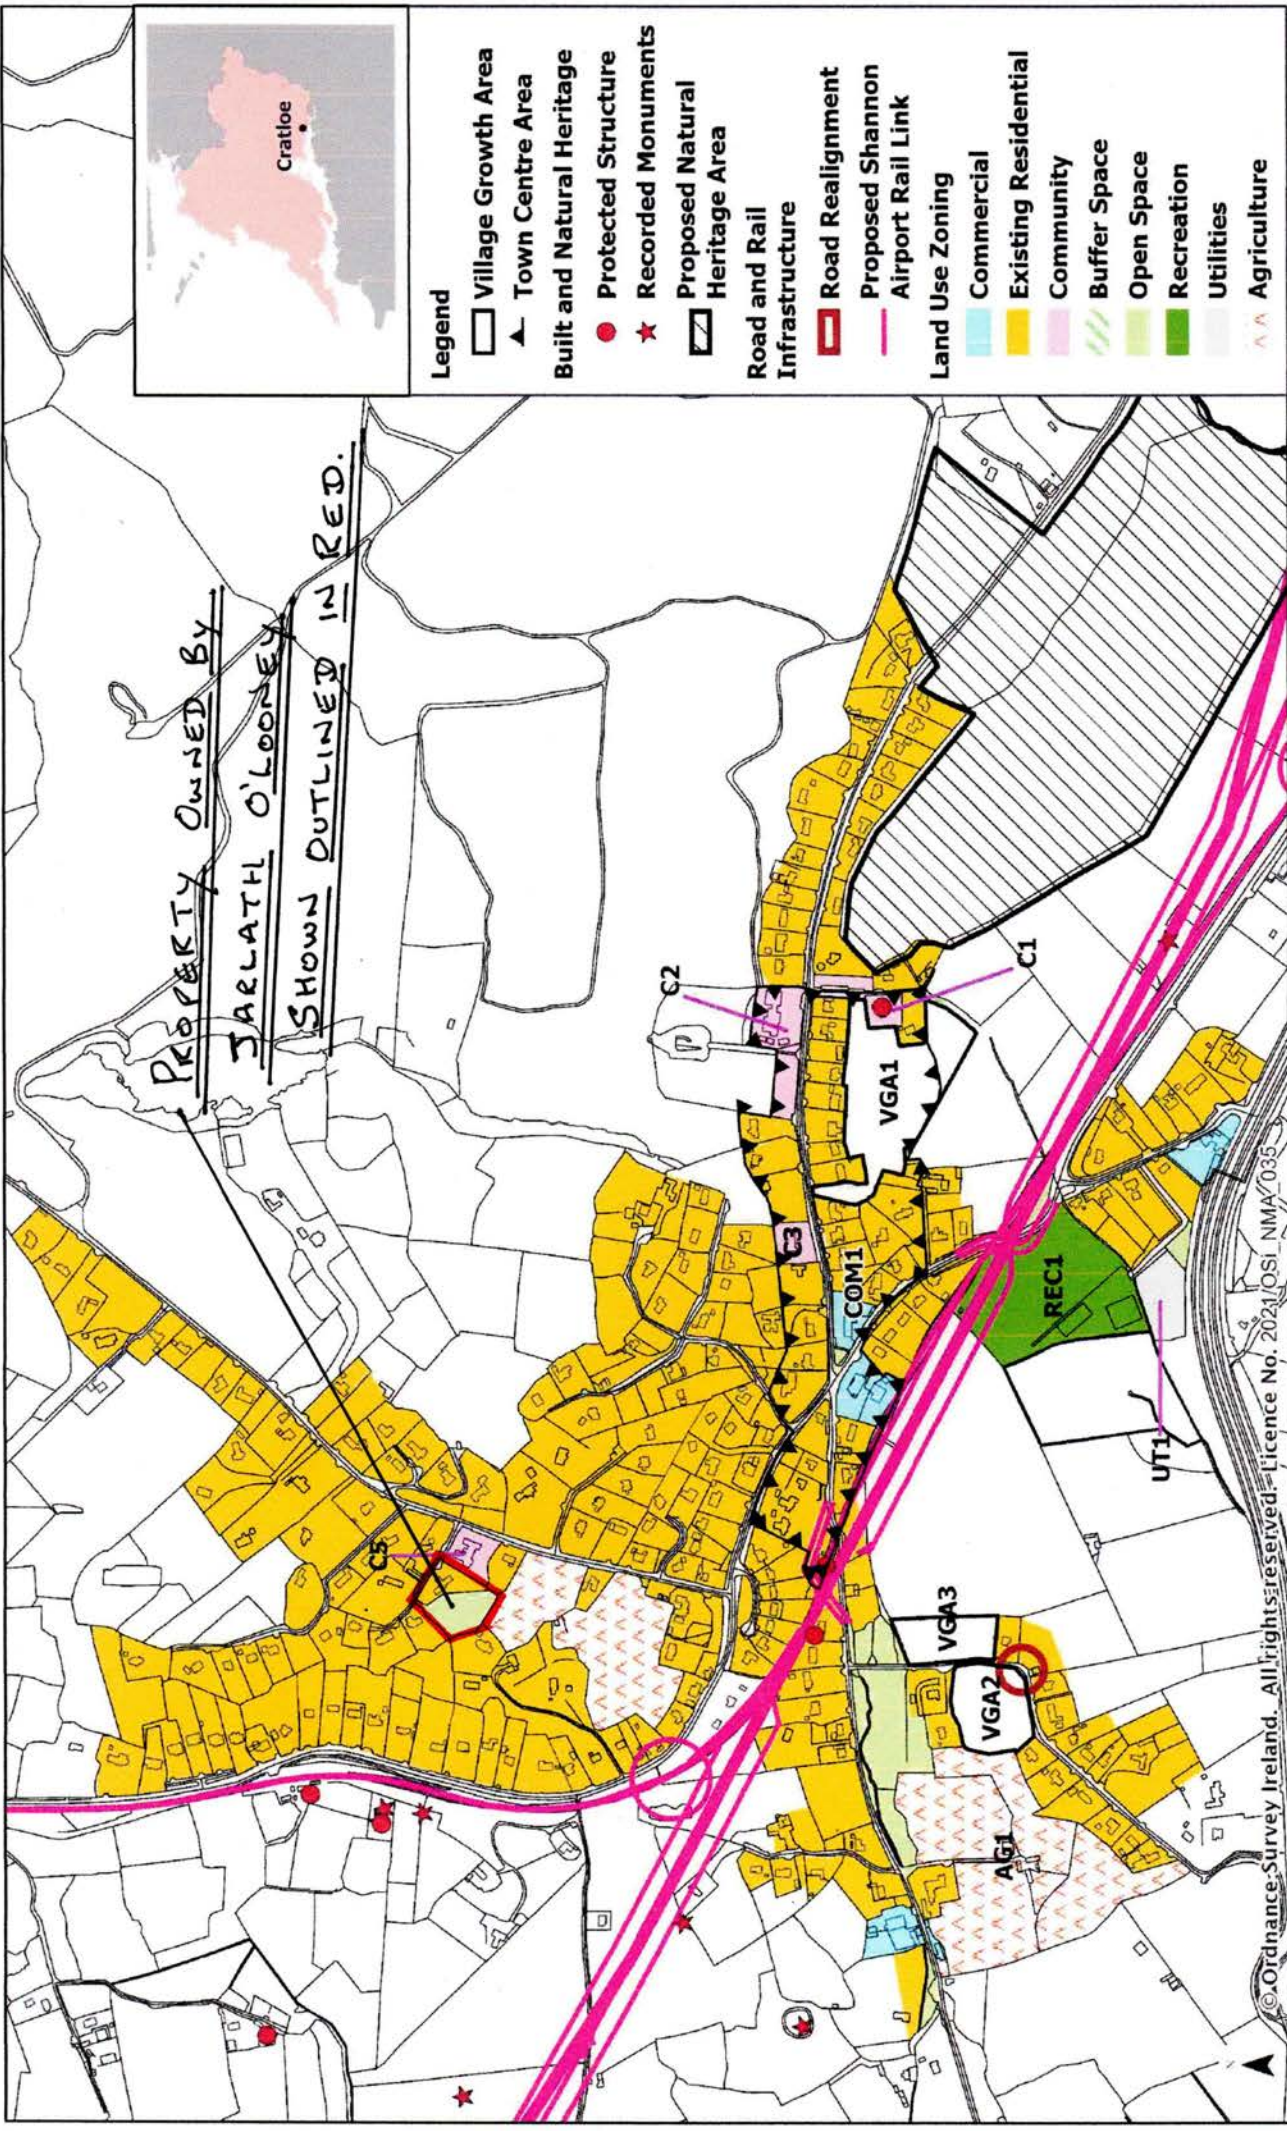 PROPERTY OWNED BY
JARLATH O'LOONEY
SHOWN OUTLINED IN RED.
Cratloe
Legend
Village Growth Area
Town Centre Area
Built and Natural Heritage
Protected Structure
Recorded Monuments
Proposed Natural
Heritage Area
Road and Rail
Infrastructure
Road Realignment
Proposed Shannon
Airport Rail Link
Land Use Zoning
Commercial
Existing Residential
Community
Buffer Space
Open Space
Recreation
Utilities
Agriculture
C5
C2
C3
C1
VGA1
COM1
REC1
UT1
VGA3
VGA2
AG1
© Ordnance Survey Ireland. All rights reserved. Licence No. 2021/OSi_NMA_035